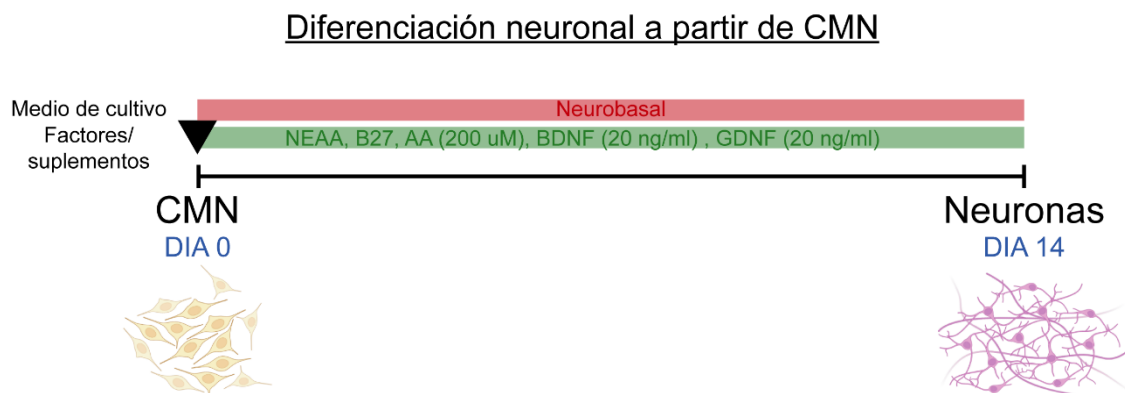 Diferenciación neuronal a partir de CMN
Medio de cultivo
Neurobasal
Factores/
suplementos
NEAA, B27, AA (200 uM), BDNF (20 ng/ml) , GDNF (20 ng/ml)
CMN
DIA 0
Neuronas
DIA 14